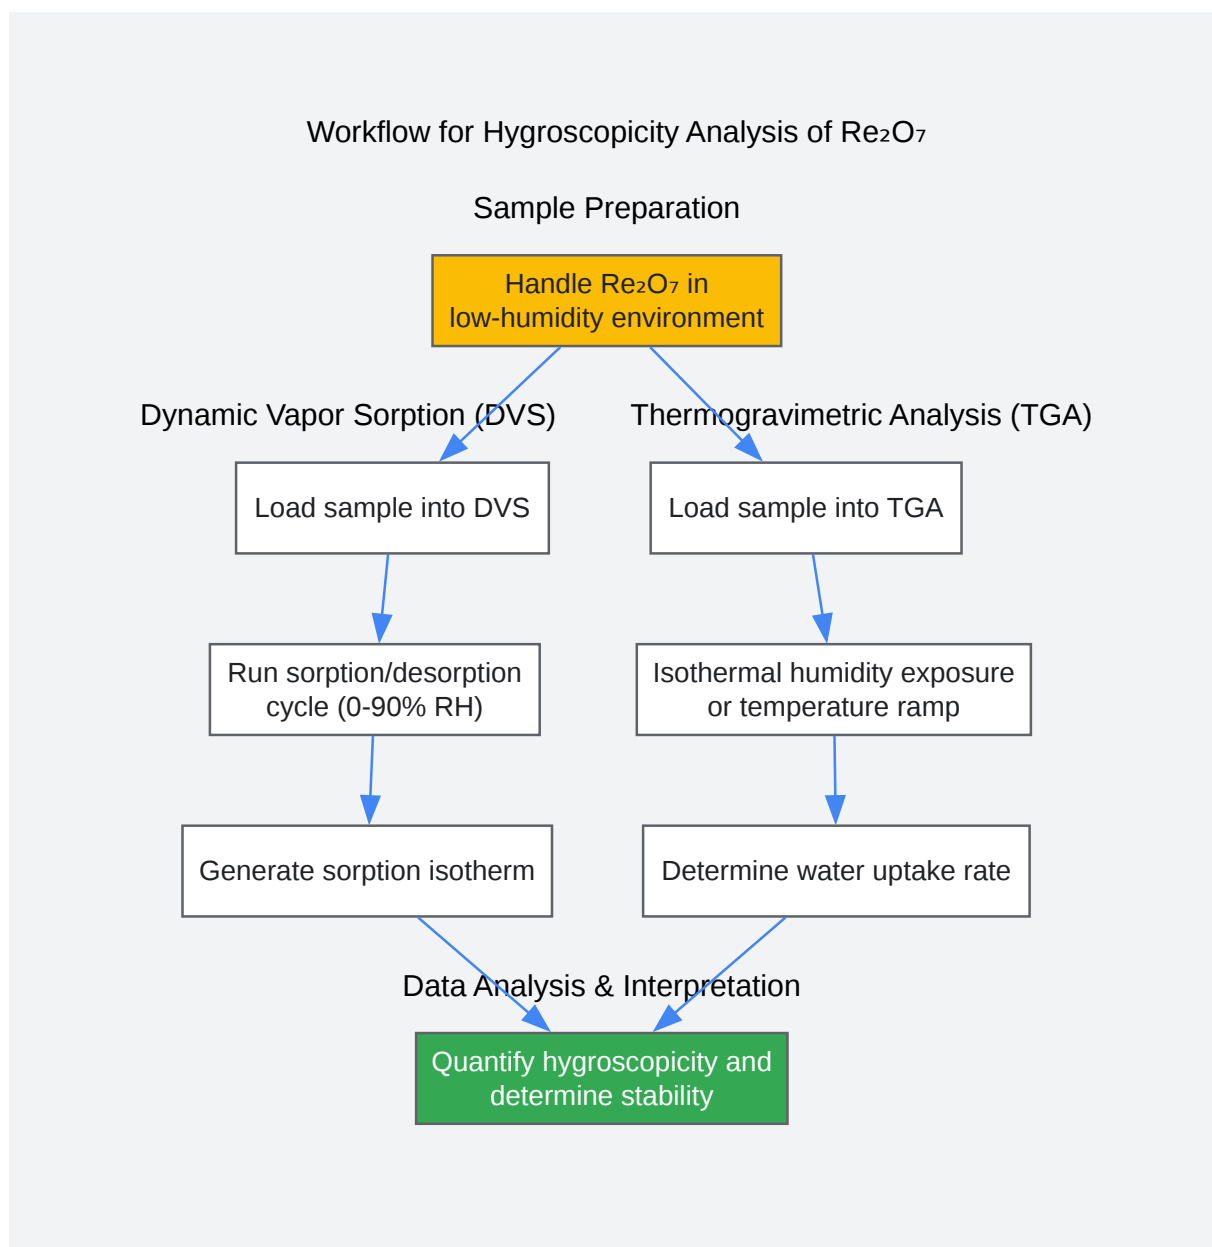 Workflow for Hygroscopicity Analysis of Re₂O₇
Sample Preparation
Handle Re₂O₇ in
low-humidity environment
Dynamic Vapor Sorption (DVS)
Thermogravimetric Analysis (TGA)
Load sample into DVS
Load sample into TGA
Run sorption/desorption
cycle (0-90% RH)
Isothermal humidity exposure
or temperature ramp
Generate sorption isotherm
Determine water uptake rate
Data Analysis & Interpretation
Quantify hygroscopicity and
determine stability